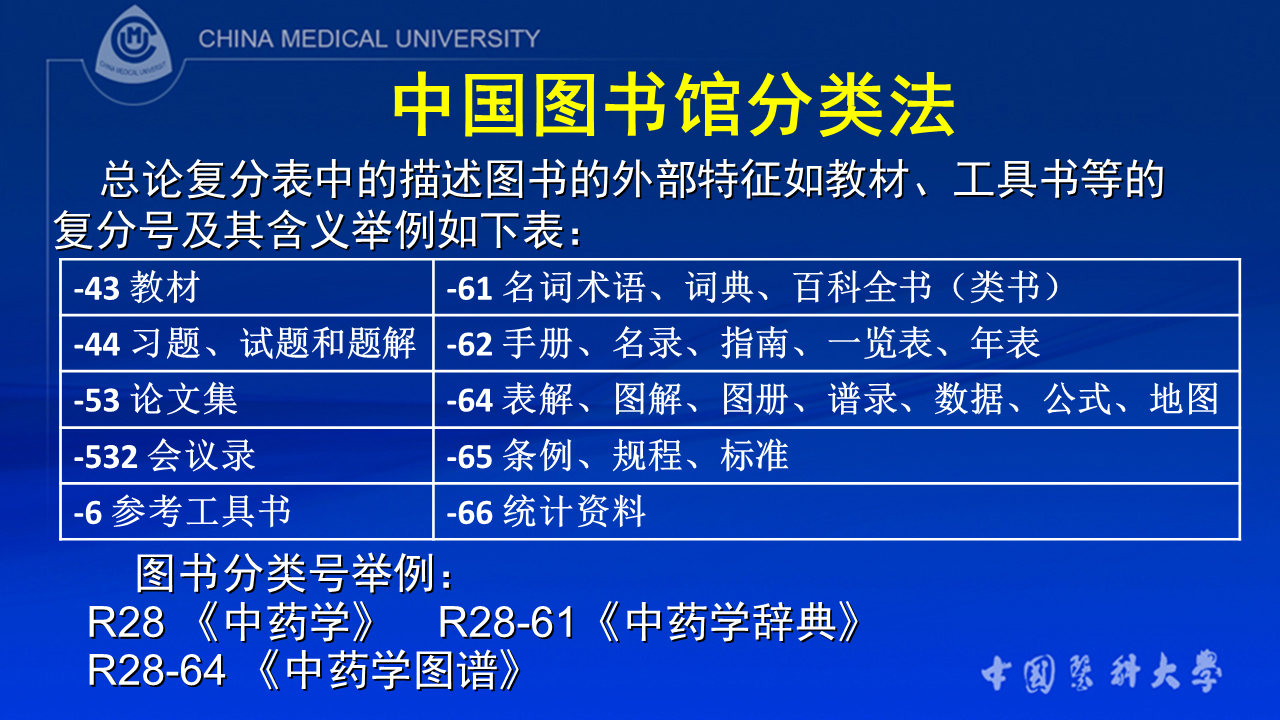 CHINA MEDICAL UNIVERSITY
CHINA MEDICAL UNIVERSITY
中国图书馆分类法
总论复分表中的描述图书的外部特征如教材、工具书等的
复分号及其含义举例如下表：
-43 教材
-61 名词术语、词典、百科全书（类书）
-44 习题、试题和题解
-62 手册、名录、指南、一览表、年表
-53 论文集
-64 表解、图解、图册、谱录、数据、公式、地图
-532 会议录
-65 条例、规程、标准
-6 参考工具书
-66 统计资料
图书分类号举例：
R28 《中药学》 R28-61《中药学辞典》
R28-64 《中药学图谱》
中国医科大学